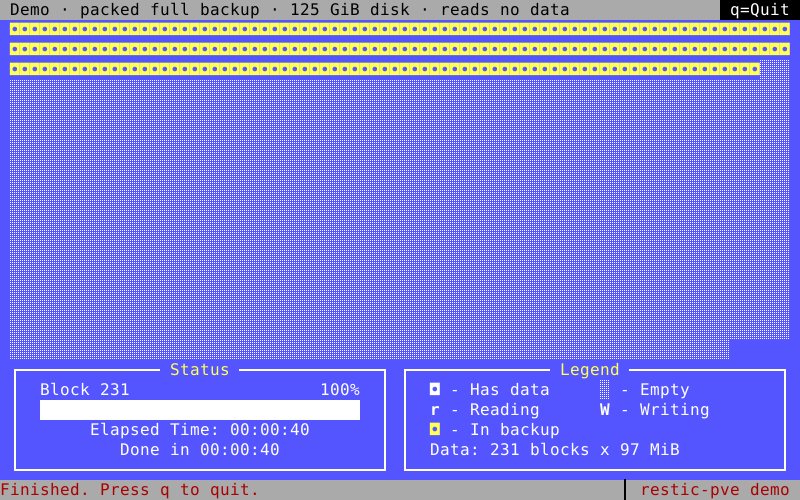 Demo · packed full backup · 125 GiB disk · reads no data q=Quit
Status
Block 231 100%
Elapsed Time: 00:00:40
Done in 00:00:40
Legend
- Has data - Empty
r - Reading W - Writing
- In backup
Data: 231 blocks x 97 MiB
Finished. Press q to quit. restic-pve demo